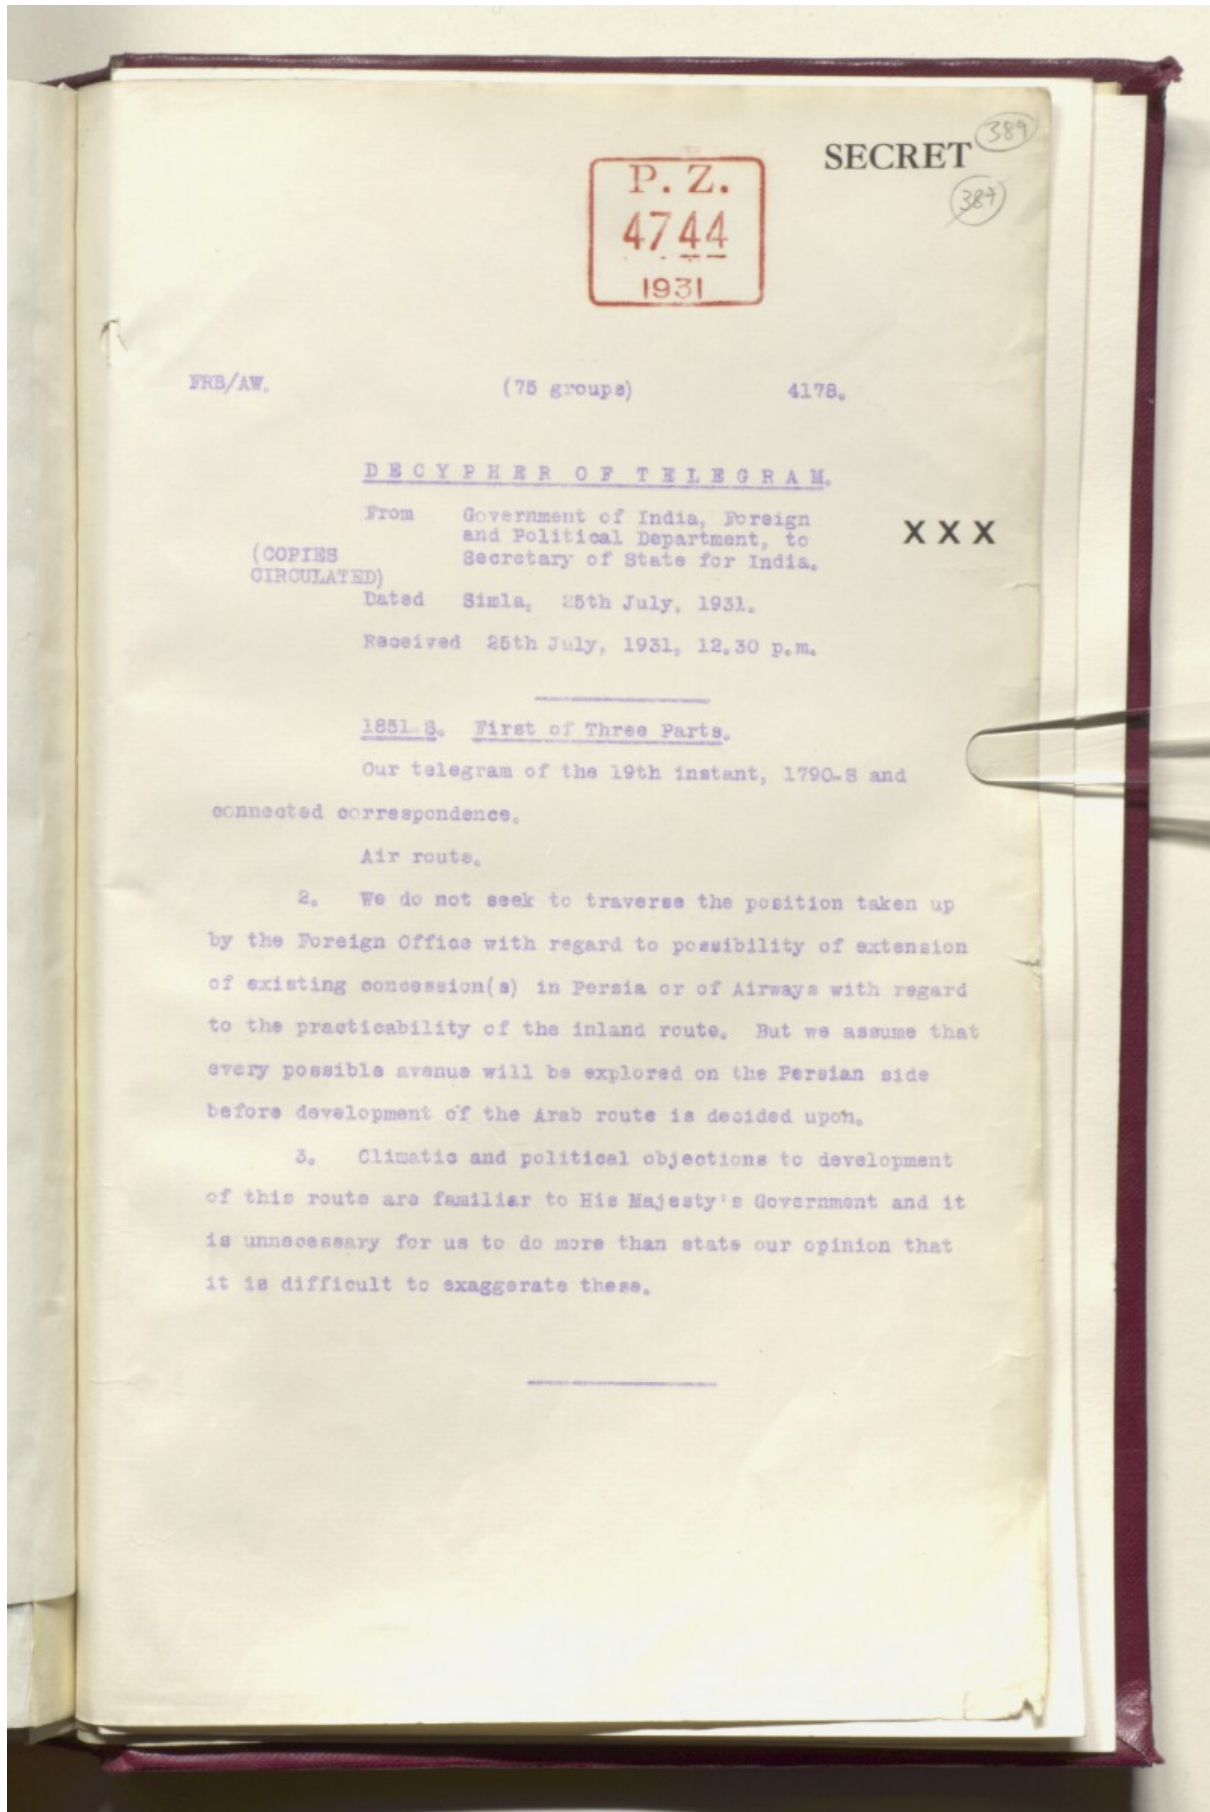 389
SECRET
387
P. Z.
4744
1931
FRB/AW. (75 groups) 4178.
DECYPHER OF TELEGRAM.
From Government of India, Foreign
and Political Department, to
Secretary of State for India.
XXX
(COPIES
CIRCULATED)
Dated Simla, 25th July, 1931.
Received 25th July, 1931, 12.30 p.m.
1851-S. First of Three Parts.
Our telegram of the 19th instant, 1790-S and
connected correspondence.
Air route.
2. We do not seek to traverse the position taken up
by the Foreign Office with regard to possibility of extension
of existing concession(s) in Persia or of Airways with regard
to the practicability of the inland route. But we assume that
every possible avenue will be explored on the Persian side
before development of the Arab route is decided upon.
3. Climatic and political objections to development
of this route are familiar to His Majesty's Government and it
is unnecessary for us to do more than state our opinion that
it is difficult to exaggerate these.